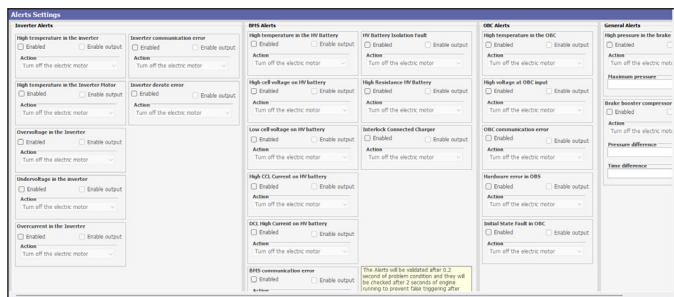 Alerts Settings
Inverter Alerts
High temperature in the inverter
Enabled
Enable output
Action
Turn off the electric motor
High temperature in the Inverter Motor
Enabled
Enable output
Action
Turn off the electric motor
Overvoltage in the Inverter
Enabled
Enable output
Action
Turn off the electric motor
Undervoltage in the inverter
Enabled
Enable output
Action
Turn off the electric motor
Overcurrent in the Inverter
Enabled
Enable output
Action
Turn off the electric motor
Inverter communication error
Enabled
Enable output
Action
Turn off the electric motor
Inverter derate error
Enabled
Enable output
Action
Turn off the electric motor
BMS Alerts
High temperature in the HV Battery
Enabled
Enable output
Action
Turn off the electric motor
High cell voltage on HV battery
Enabled
Enable output
Action
Turn off the electric motor
Low cell voltage on HV battery
Enabled
Enable output
Action
Turn off the electric motor
High CCL Current on HV battery
Enabled
Enable output
Action
Turn off the electric motor
DCL High Current on HV battery
Enabled
Enable output
Action
Turn off the electric motor
BMS communication error
Enabled
Enable output
Action
HV Battery Isolation Fault
Enabled
Enable output
Action
Turn off the electric motor
High Resistance HV Battery
Enabled
Enable output
Action
Turn off the electric motor
Interlock Connected Charger
Enabled
Enable output
Action
Turn off the electric motor
The Alerts will be validated after 0.2
second of problem condition and they will
be checked after 2 seconds of engine
running to prevent false triggering after
OBC Alerts
High temperature in the OBC
Enabled
Enable output
Action
Turn off the electric motor
High voltage at OBC input
Enabled
Enable output
Action
Turn off the electric motor
OBC communication error
Enabled
Enable output
Action
Turn off the electric motor
Hardware error in OBS
Enabled
Enable output
Action
Turn off the electric motor
Initial State Fault in OBC
Enabled
Enable output
Action
Turn off the electric motor
General Alerts
High pressure in the brake
Enabled
Action
Turn off the electric mot
Maximum pressure
Brake booster compressor
Enabled
Action
Turn off the electric mot
Pressure difference
Time difference